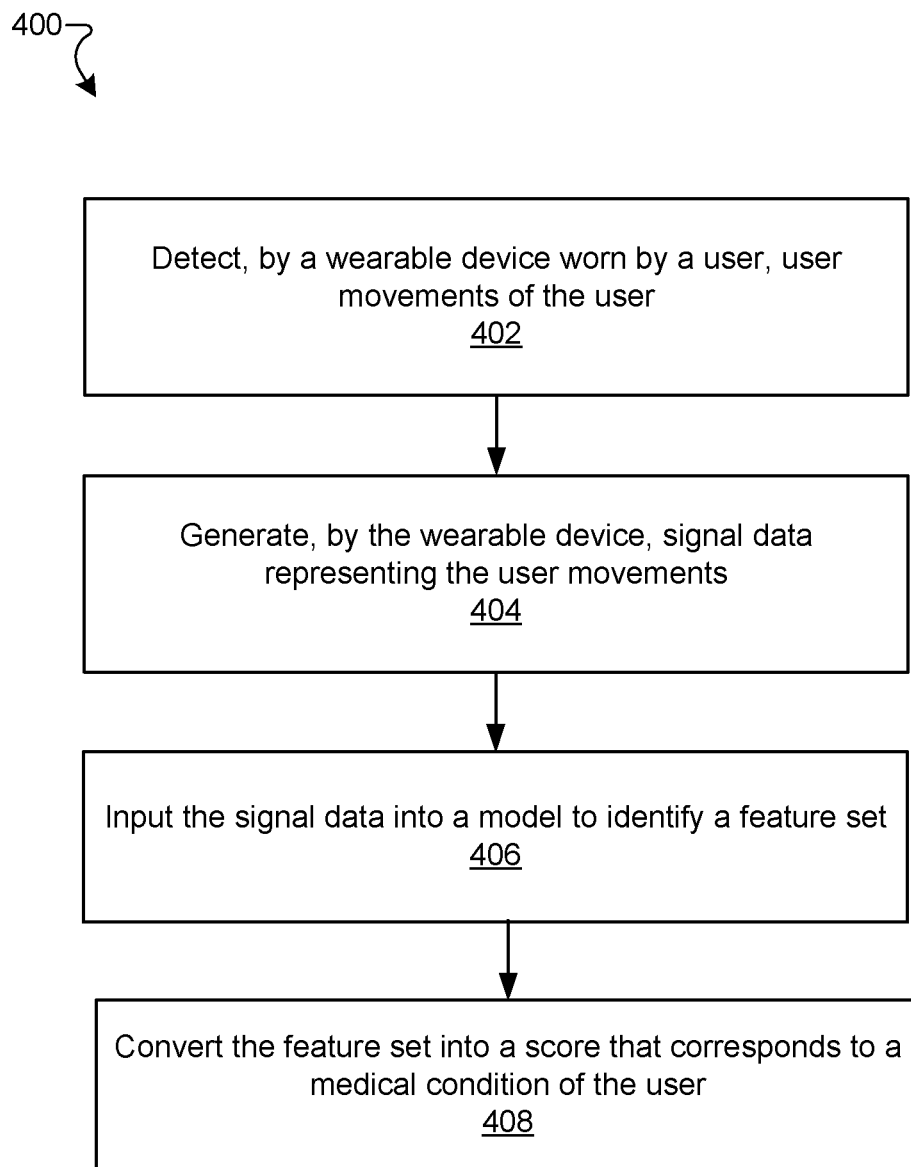 400
Detect, by a wearable device worn by a user, user
movements of the user
402
Generate, by the wearable device, signal data
representing the user movements
404
Input the signal data into a model to identify a feature set
406
Convert the feature set into a score that corresponds to a
medical condition of the user
408